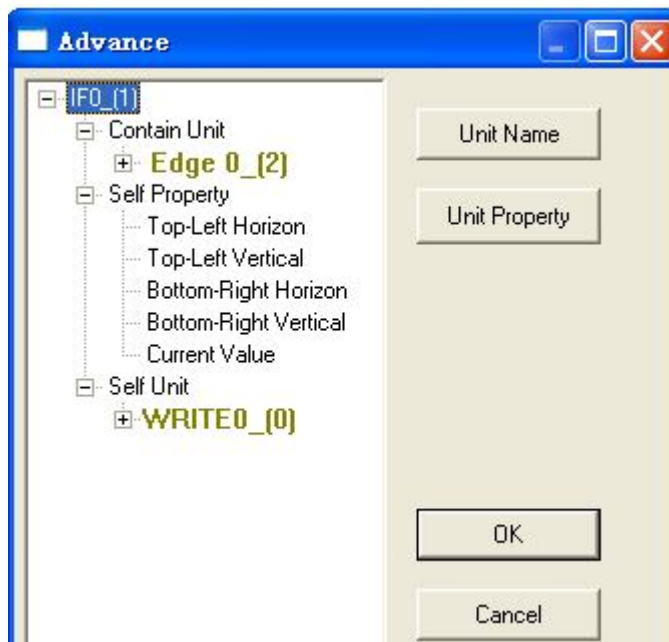 Advance
IF0_(1)
Contain Unit
Edge 0_(2)
Self Property
Top-Left Horizon
Top-Left Vertical
Bottom-Right Horizon
Bottom-Right Vertical
Current Value
Self Unit
WRITE0_(0)
Unit Name
Unit Property
OK
Cancel